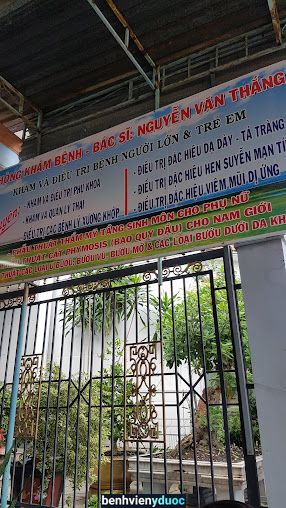 PHÒNG KHÁM BỆNH - BÁC SĨ: NGUYỄN VĂN THẮNG
KHÁM VÀ ĐIỀU TRỊ BỆNH NGƯỜI LỚN & TRẺ EM
- KHÁM VÀ ĐIỀU TRỊ PHỤ KHOA
- KHÁM VÀ QUẢN LÝ THAI
- ĐIỀU TRỊ CÁC BỆNH LÝ XƯƠNG KHỚP
- ĐIỀU TRỊ ĐẶC HIỆU DẠ DÀY - TÁ TRÀNG
- ĐIỀU TRỊ ĐẶC HIỆU HEN SUYỄN MẠN TÍ
- ĐIỀU TRỊ ĐẶC HIỆU VIÊM MŨI DỊ ỨNG
PHẪU THUẬT THẨM MỸ TẦNG SINH MÔN CHO PHỤ NỮ
THUẬT CẮT PHYMOSIS (BAO QUY ĐẦU) CHO NAM GIỚI
THUẬT CÁC LOẠI U BƯỚU: BƯỚU VÚ, BƯỚU MỠ & CÁC LOẠI BƯỚU DƯỚI DA KH
benhvienyduoc